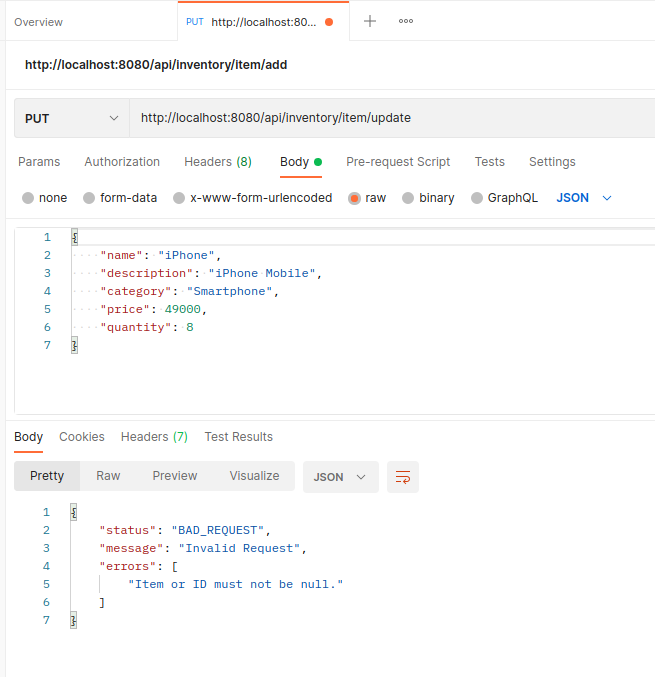 Overview PUT http://localhost:80...
http://localhost:8080/api/inventory/item/add
PUT http://localhost:8080/api/inventory/item/update
Params Authorization Headers (8) Body Pre-request Script Tests Settings
none form-data x-www-form-urlencoded raw binary GraphQL JSON
1 {
2 "name": "iPhone",
3 "description": "iPhone Mobile",
4 "category": "Smartphone",
5 "price": 49000,
6 "quantity": 8
7 }
Body Cookies Headers (7) Test Results
Pretty Raw Preview Visualize JSON
1 {
2 "status": "BAD_REQUEST",
3 "message": "Invalid Request",
4 "errors": [
5 "Item or ID must not be null."
6 ]
7 }